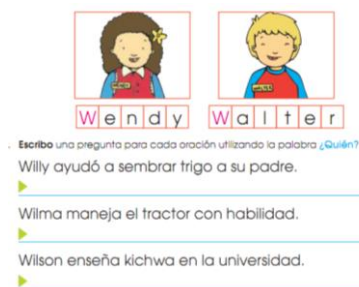 Wendy Walter
Escribo una pregunta para cada oración utilizando la palabra ¿Quién?
Willy ayudó a sembrar trigo a su padre.
Wilma maneja el tractor con habilidad.
Wilson enseña kichwa en la universidad.